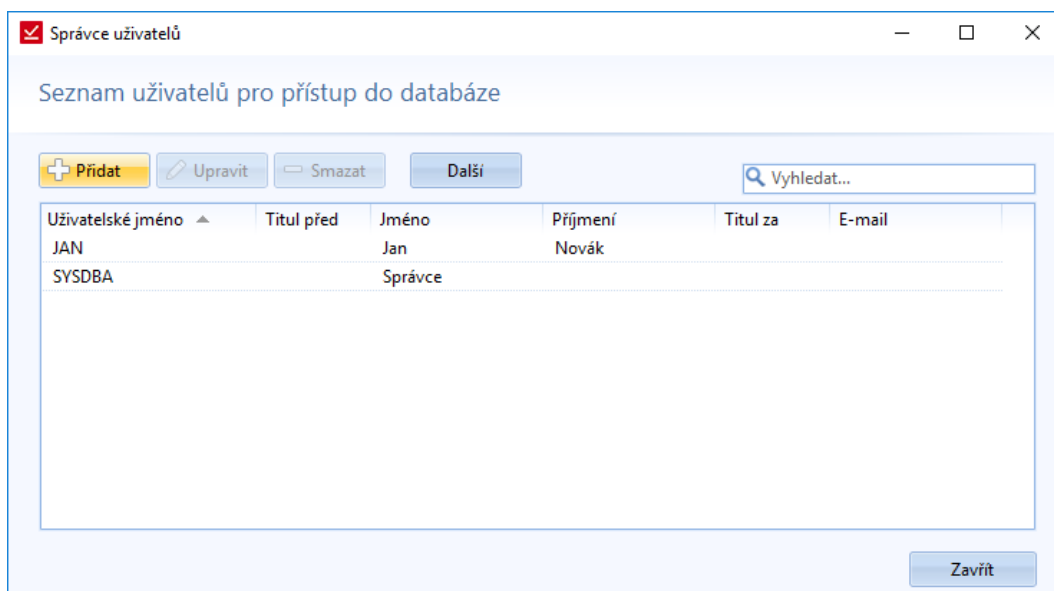 Správce uživatelů
Seznam uživatelů pro přístup do databáze
Přidat Upravit Smazat Další Vyhledat...
Uživatelské jméno Titul před Jméno Příjmení Titul za E-mail
JAN Jan Novák
SYSDBA Správce
Zavřít